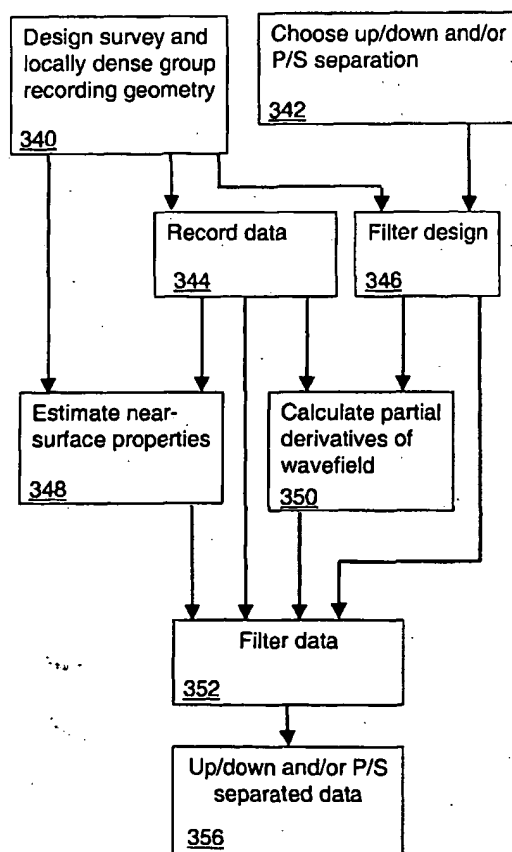 Design survey and
locally dense group
recording geometry
340
Choose up/down and/or
P/S separation
342
Record data
344
Filter design
346
Estimate near-
surface properties
348
Calculate partial
derivatives of
wavefield
350
Filter data
352
Up/down and/or P/S
separated data
356